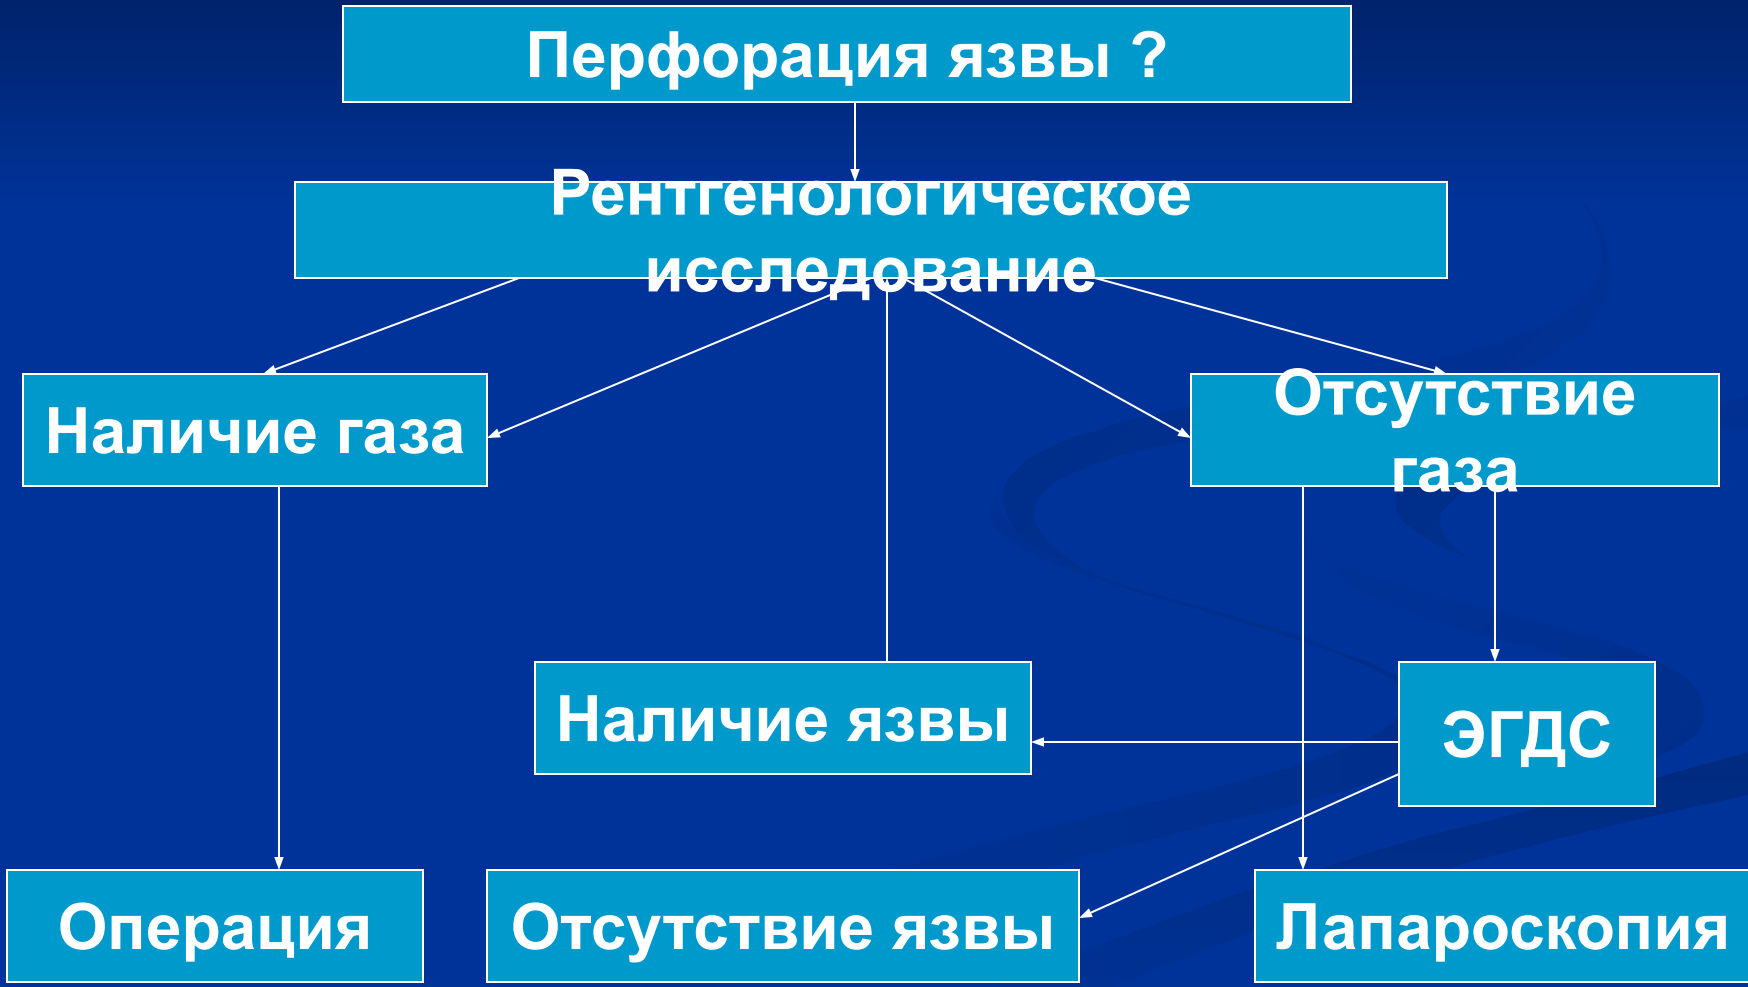 Перфорация язвы ?
Рентгенологическое
исследование
Наличие газа
Отсутствие
газа
Наличие язвы
ЭГДС
Операция
Отсутствие язвы
Лапароскопия